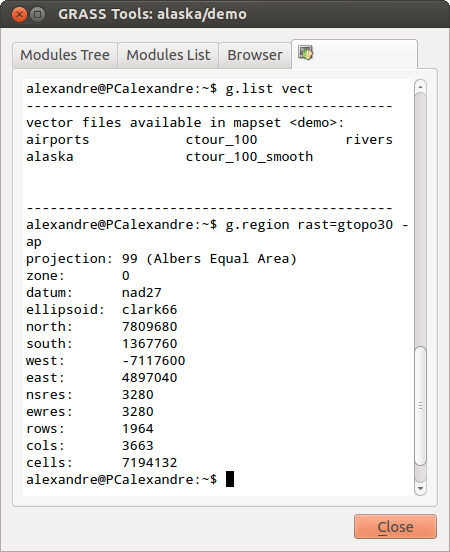 GRASS Tools: alaska/demo
Modules Tree Modules List Browser
alexandre@PCalexandre:~$ g.list vect
----------------------------------------------
vector files available in mapset <demo>:
airports ctour_100 rivers
alaska ctour_100_smooth
----------------------------------------------
alexandre@PCalexandre:~$ g.region rast=gtopo30 -
ap
projection: 99 (Albers Equal Area)
zone: 0
datum: nad27
ellipsoid: clark66
north: 7809680
south: 1367760
west: -7117600
east: 4897040
nsres: 3280
ewres: 3280
rows: 1964
cols: 3663
cells: 7194132
alexandre@PCalexandre:~$
Close